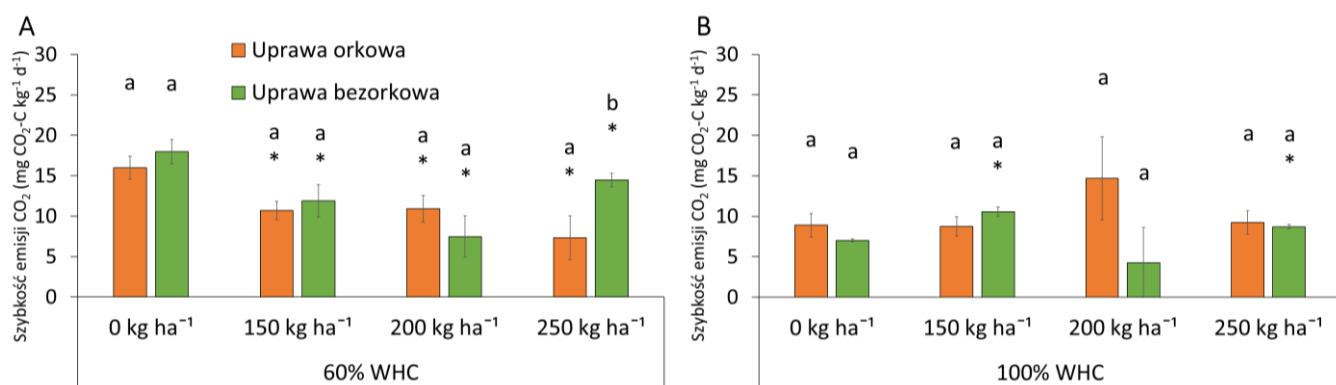 A
Szybkość emisji CO₂ (mg CO₂-C kg⁻¹ d⁻¹)
30
25
20
15
10
5
0
Uprawa orkowa
Uprawa bezorkowa
a a
a a
* *
a a
* *
a b
* *
0 kg ha⁻¹ 150 kg ha⁻¹ 200 kg ha⁻¹ 250 kg ha⁻¹
60% WHC
B
Szybkość emisji CO₂ (mg CO₂-C kg⁻¹ d⁻¹)
30
25
20
15
10
5
0
a a
a a
*
a a
a a
*
0 kg ha⁻¹ 150 kg ha⁻¹ 200 kg ha⁻¹ 250 kg ha⁻¹
100% WHC